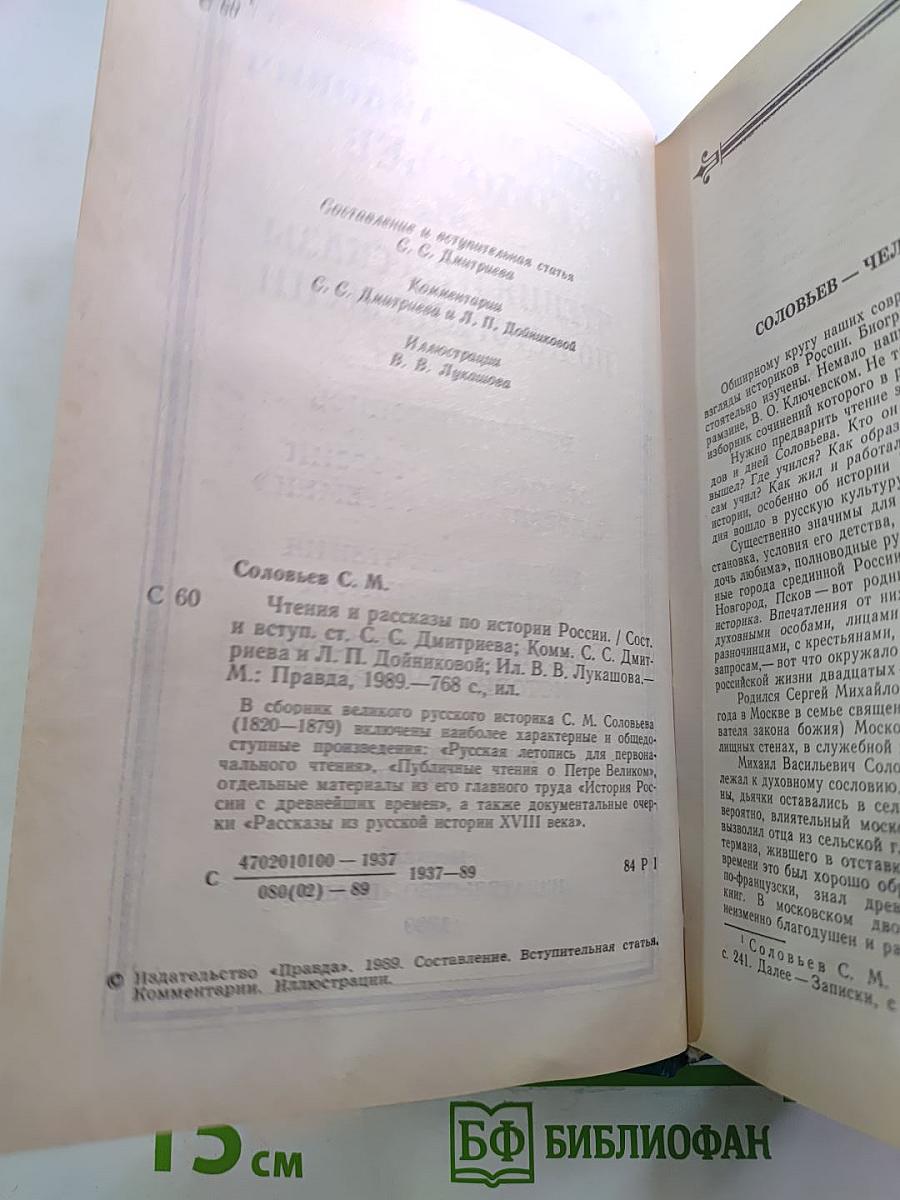 С 60
Составление и вступительная статья
С. С. Дмитриева
Комментарии
С. С. Дмитриева и Л. П. Дойниковой
Иллюстрации
В. В. Лукашова
Соловьев С. М.
С 60
Чтения и рассказы по истории России. / Сост.
и вступ. ст. С. С. Дмитриева; Комм. С. С. Дмит-
риева и Л. П. Дойниковой; Ил. В. В. Лукашова.—
М.: Правда, 1989.—768 с., ил.
В сборник великого русского историка С. М. Соловьева
(1820—1879) включены наиболее характерные и общедо-
ступные произведения: «Русская летопись для первона-
чального чтения», «Публичные чтения о Петре Великом»,
отдельные материалы из его главного труда «История Рос-
сии с древнейших времен», а также документальные очер-
ки «Рассказы из русской истории XVIII века».
С 4702010100 — 1937
080(02) — 89
1937—89
84 Р 1
© Издательство «Правда». 1989. Составление. Вступительная статья.
Комментарии. Иллюстрации.
СОЛОВЬЕВ — ЧЕЛ
Обширному кругу наших совр
взгляды историков России. Биогр
стоятельно изучены. Немало напи
рамзине, В. О. Ключевском. Не т
изборник сочинений которого в р
Нужно предварить чтение э
дов и дней Соловьева. Кто он
вышел? Где учился? Как образ
сам учил? Как жил и работал
истории, особенно об истории
дия вошло в русскую культуру
Существенно значимы для
становка, условия его детства,
дочь любима», полноводные ру
ные города срединной России
Новгород, Псков — вот родни
историка. Впечатления от них
духовными особами, лицами
разночинцами, с крестьянами,
запросам,— вот что окружало
российской жизни двадцатых
Родился Сергей Михайло
года в Москве в семье священ
вателя закона божия) Моско
лищных стенах, в служебной
Михаил Васильевич Соло
лежал к духовному сословию,
ны, дьячки оставались в сел
вероятно, влиятельный моск
вызволил отца из сельской г
термана, жившего в отставк
времени это был хорошо обр
по-французски, знал древ
книг. В московском дво
неизменно благодушен и ра
¹ Соловьев С. М.
с. 241. Далее — Записки, с
15 см
БФ БИБЛИОФАН